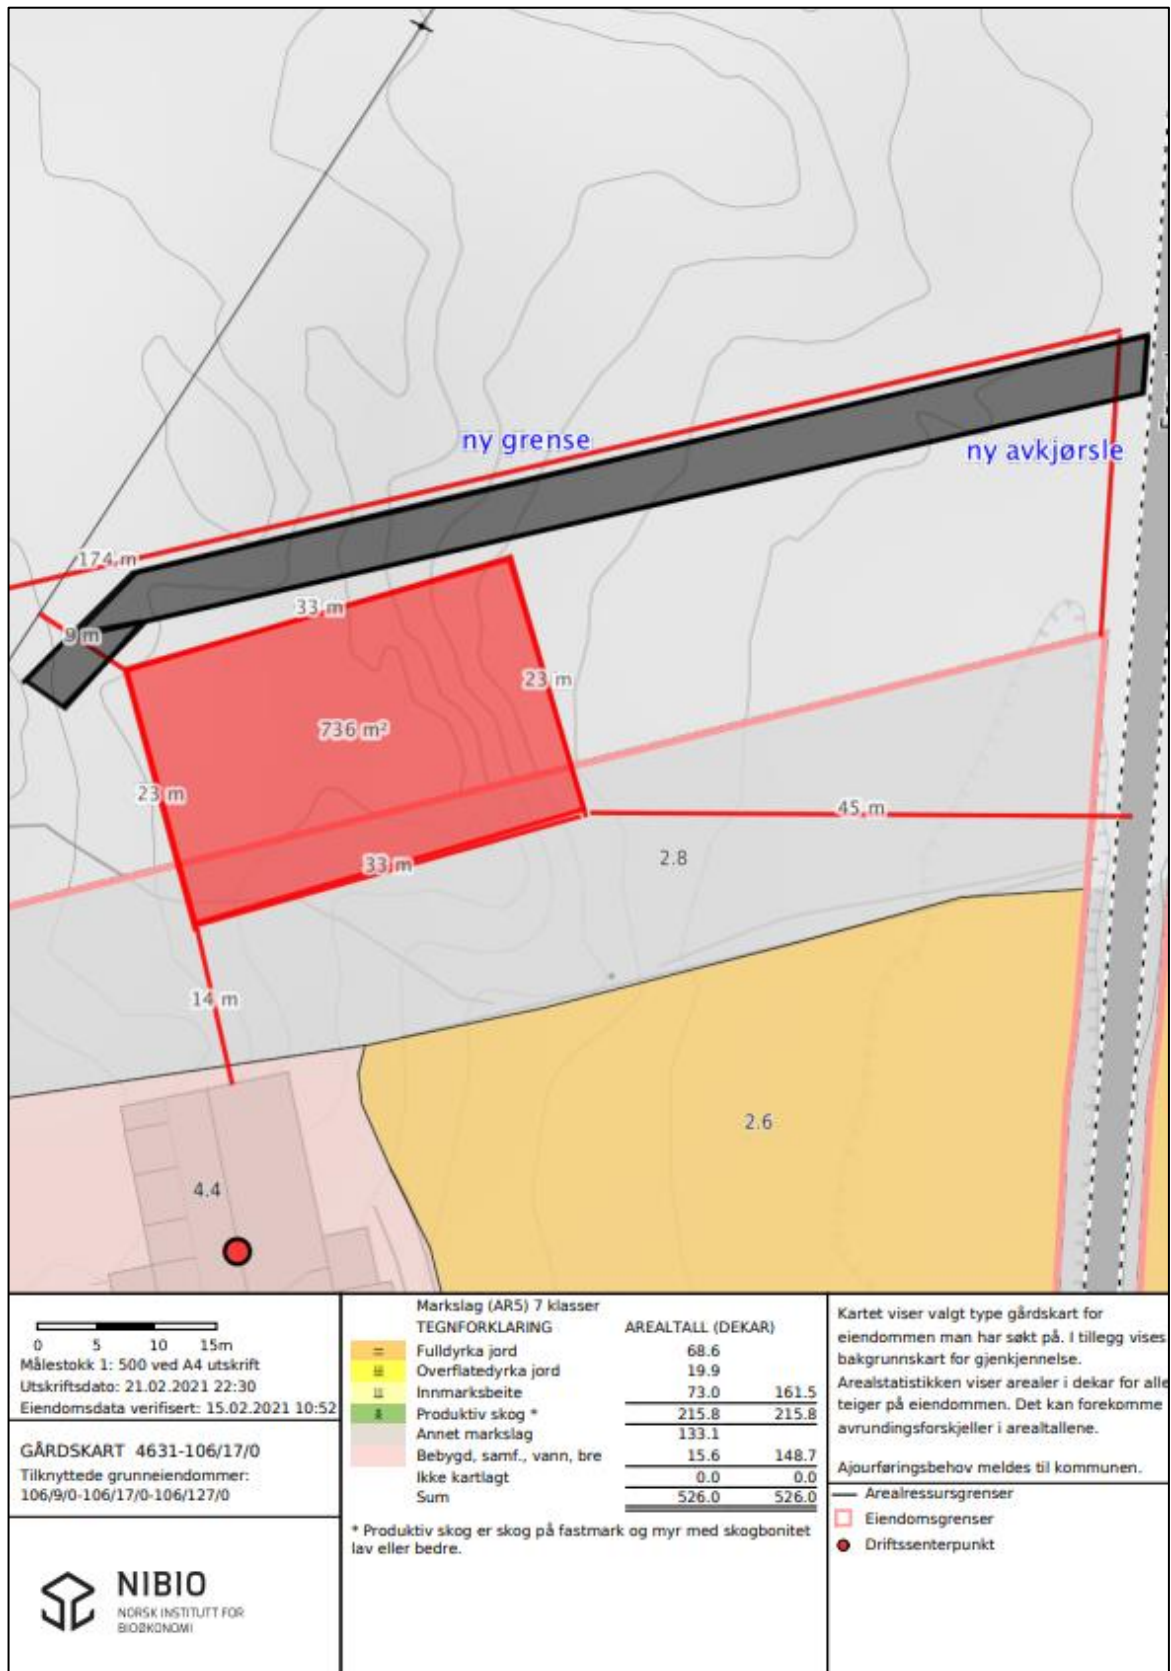 ny grense
ny avkjørsle
174 m
33 m
9 m
23 m
736 m²
23 m
45 m
33 m
2.8
14 m
2.6
4.4
0 5 10 15m
Målestokk 1: 500 ved A4 utskrift
Utskriftsdato: 21.02.2021 22:30
Eiendomsdata verifisert: 15.02.2021 10:52
GÅRDSKART 4631-106/17/0
Tilknyttede grunneiendommer:
106/9/0-106/17/0-106/127/0
NIBIO
NORSK INSTITUTT FOR
BIOØKONOMI
Markslag (AR5) 7 klasser
TEGNFORKLARING AREALTALL (DEKAR)
Fulldyrka jord 68.6
Overflatedyrka jord 19.9
Innmarksbeite 73.0 161.5
Produktiv skog * 215.8 215.8
Annet markslag 133.1
Bebygd, samf., vann, bre 15.6 148.7
Ikke kartlagt 0.0 0.0
Sum 526.0 526.0
* Produktiv skog er skog på fastmark og myr med skogbonitet
lav eller bedre.
Kartet viser valgt type gårdskart for
eiendommen man har søkt på. I tillegg vises
bakgrunnskart for gjenkjennelse.
Arealstatistikken viser arealer i dekar for alle
teiger på eiendommen. Det kan forekomme
avrundingsforskjeller i arealtallene.
Ajourføringsbehov meldes til kommunen.
Arealressursgrenser
Eiendomsgrenser
Driftssenterpunkt